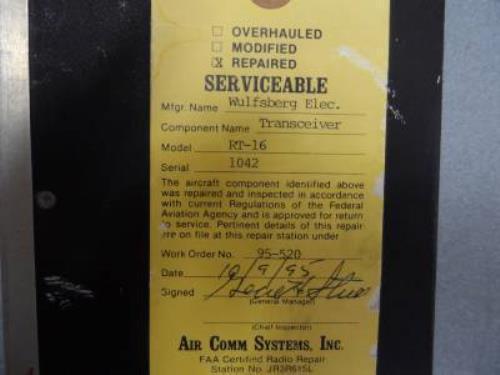 ☐ OVERHAULED
☐ MODIFIED
☒ REPAIRED
SERVICEABLE
Mfgr. Name Wulfsberg Elec.
Component Name Transceiver
Model RT-16
Serial 1042
The aircraft component identified above
was repaired and inspected in accordance
with current Regulations of the Federal
Aviation Agency and is approved for return
to service. Pertinent details of this repair
are on file at this repair station under
Work Order No. 95-520
Date 10/9/95
Signed
(General Manager)
(Chief Inspector)
AIR COMM SYSTEMS, INC.
FAA Certified Radio Repair
Station No.